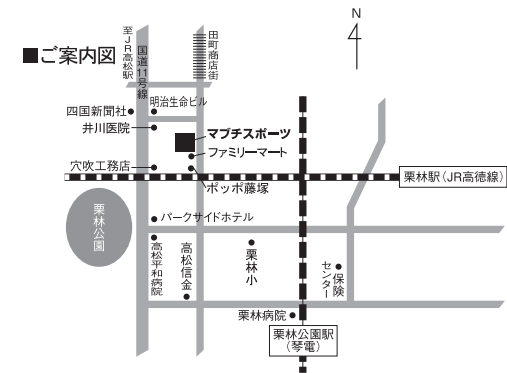 ■ご案内図
至JR高松駅
国道11号線
田町商店街
N
四国新聞社
明治生命ビル
井川医院
マブチスポーツ
ファミリーマート
穴吹工務店
ポッポ藤塚
栗林駅(JR高徳線)
栗林公園
パークサイドホテル
高松平和病院
高松信金
栗林小
保険
センター
栗林病院
栗林公園駅
(琴電)